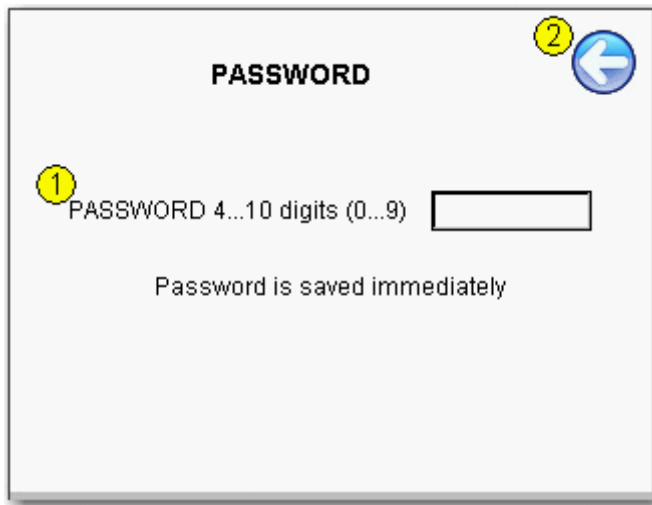 2
PASSWORD
1
PASSWORD 4...10 digits (0...9)
Password is saved immediately